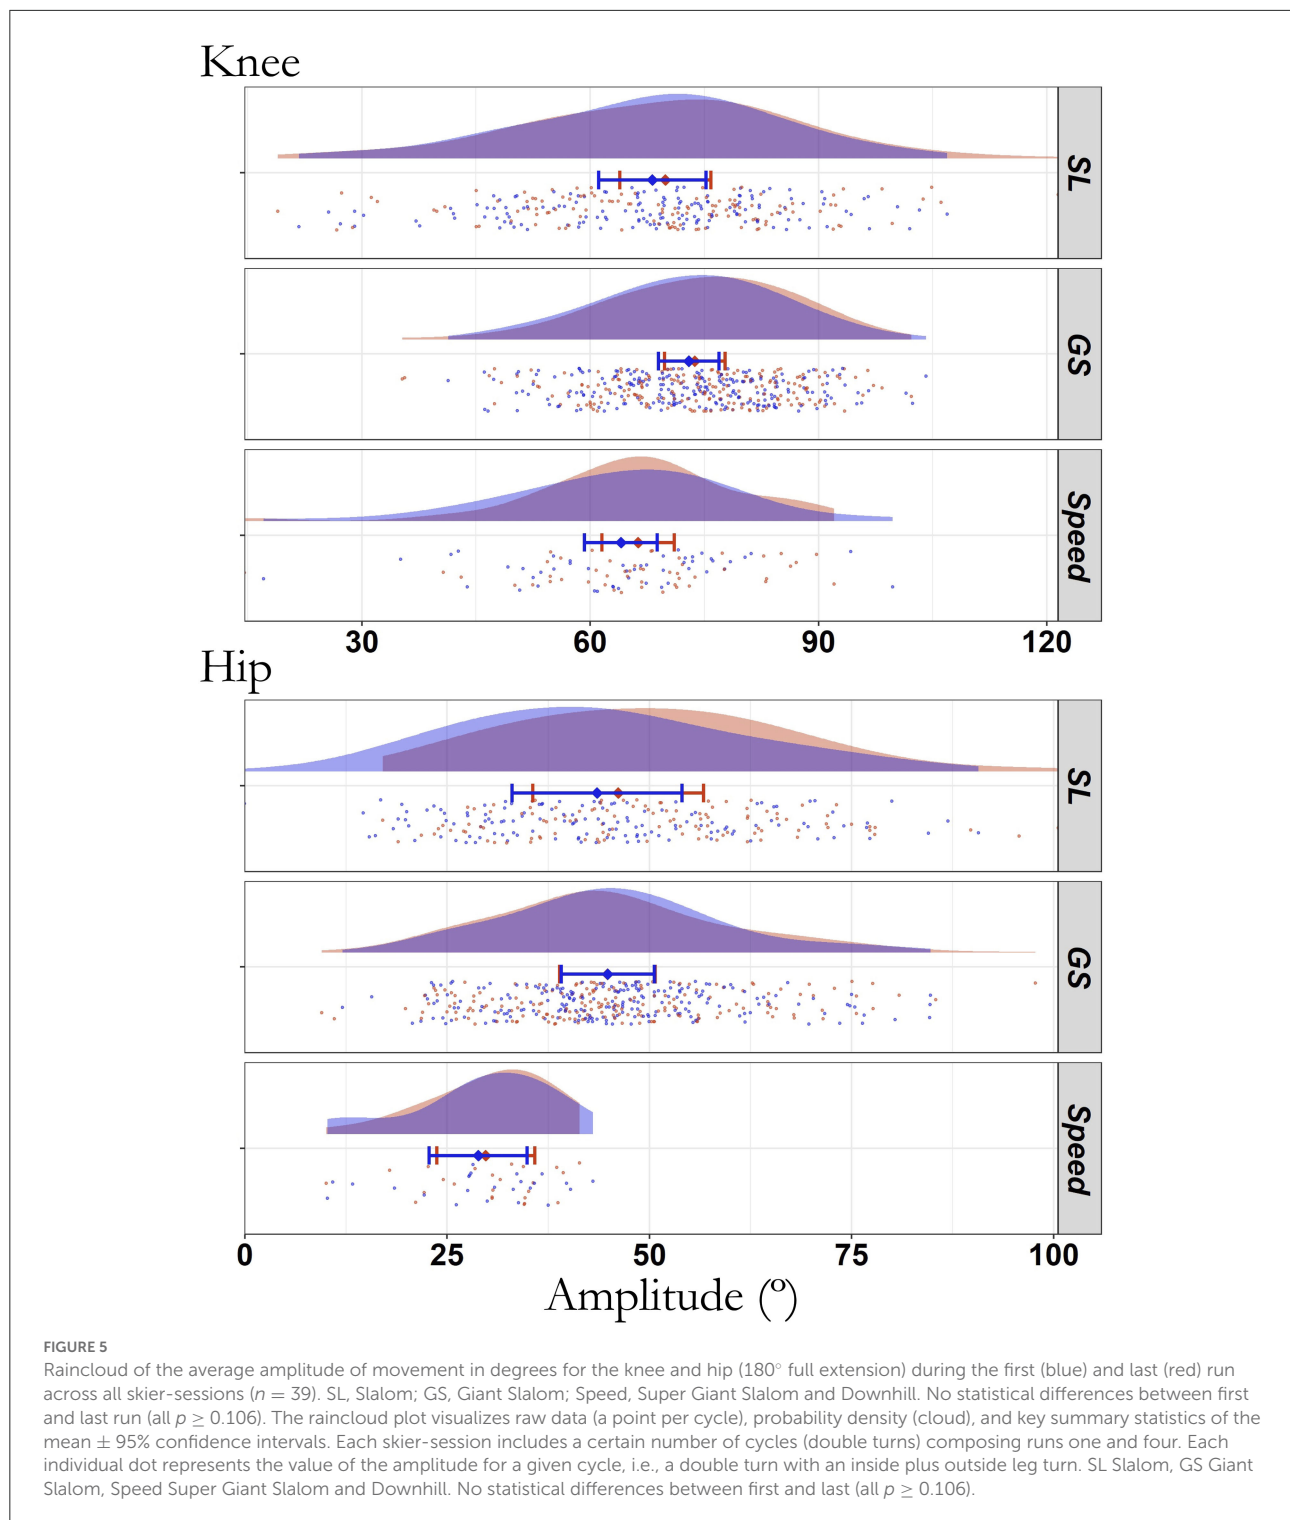 Knee
SL
GS
Speed
30 60 90 120
Hip
SL
GS
Speed
0 25 50 75 100
Amplitude (º)
FIGURE 5
Raincloud of the average amplitude of movement in degrees for the knee and hip (180° full extension) during the first (blue) and last (red) run
across all skier-sessions (n = 39). SL, Slalom; GS, Giant Slalom; Speed, Super Giant Slalom and Downhill. No statistical differences between first
and last run (all p ≥ 0.106). The raincloud plot visualizes raw data (a point per cycle), probability density (cloud), and key summary statistics of the
mean ± 95% confidence intervals. Each skier-session includes a certain number of cycles (double turns) composing runs one and four. Each
individual dot represents the value of the amplitude for a given cycle, i.e., a double turn with an inside plus outside leg turn. SL Slalom, GS Giant
Slalom, Speed Super Giant Slalom and Downhill. No statistical differences between first and last (all p ≥ 0.106).